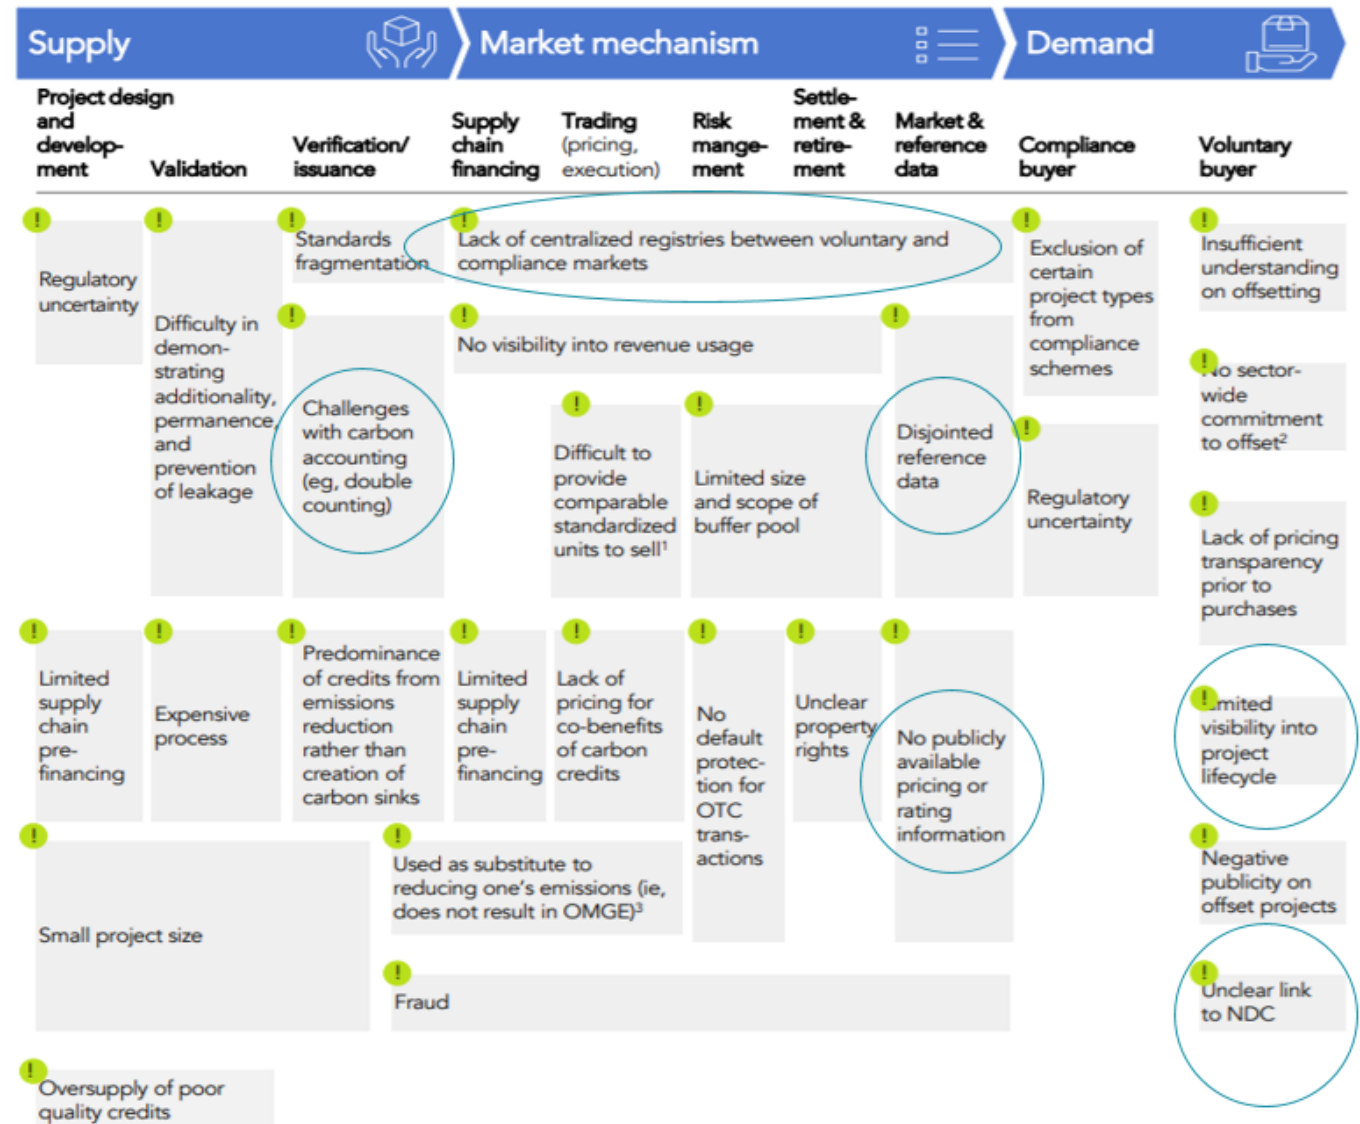 Supply
Market mechanism
Demand
Project design
and
develop-
ment
Validation
Verification/
issuance
Supply
chain
financing
Trading
(pricing,
execution)
Risk
mange-
ment
Settle-
ment &
retire-
ment
Market &
reference
data
Compliance
buyer
Voluntary
buyer
!
Regulatory
uncertainty
!
Difficulty in
demon-
strating
additionality,
permanence,
and
prevention
of leakage
!
Standards
fragmentation
!
Lack of centralized registries between voluntary and
compliance markets
!
Exclusion of
certain
project types
from
compliance
schemes
!
Insufficient
understanding
on offsetting
!
Challenges
with carbon
accounting
(eg, double
counting)
!
No visibility into revenue usage
!
Difficult to
provide
comparable
standardized
units to sell¹
!
Limited size
and scope of
buffer pool
!
Disjointed
reference
data
!
Regulatory
uncertainty
!
No sector-
wide
commitment
to offset²
!
Lack of pricing
transparency
prior to
purchases
!
Limited
supply
chain
pre-
financing
!
Expensive
process
!
Predominance
of credits from
emissions
reduction
rather than
creation of
carbon sinks
!
Limited
supply
chain
pre-
financing
!
Lack of
pricing for
co-benefits
of carbon
credits
!
No
default
protec-
tion for
OTC
trans-
actions
!
Unclear
property
rights
!
No publicly
available
pricing or
rating
information
!
Limited
visibility into
project
lifecycle
!
Small project size
!
Used as substitute to
reducing one's emissions (ie,
does not result in OMGE)³
!
Negative
publicity on
offset projects
!
Fraud
!
Unclear link
to NDC
!
Oversupply of poor
quality credits